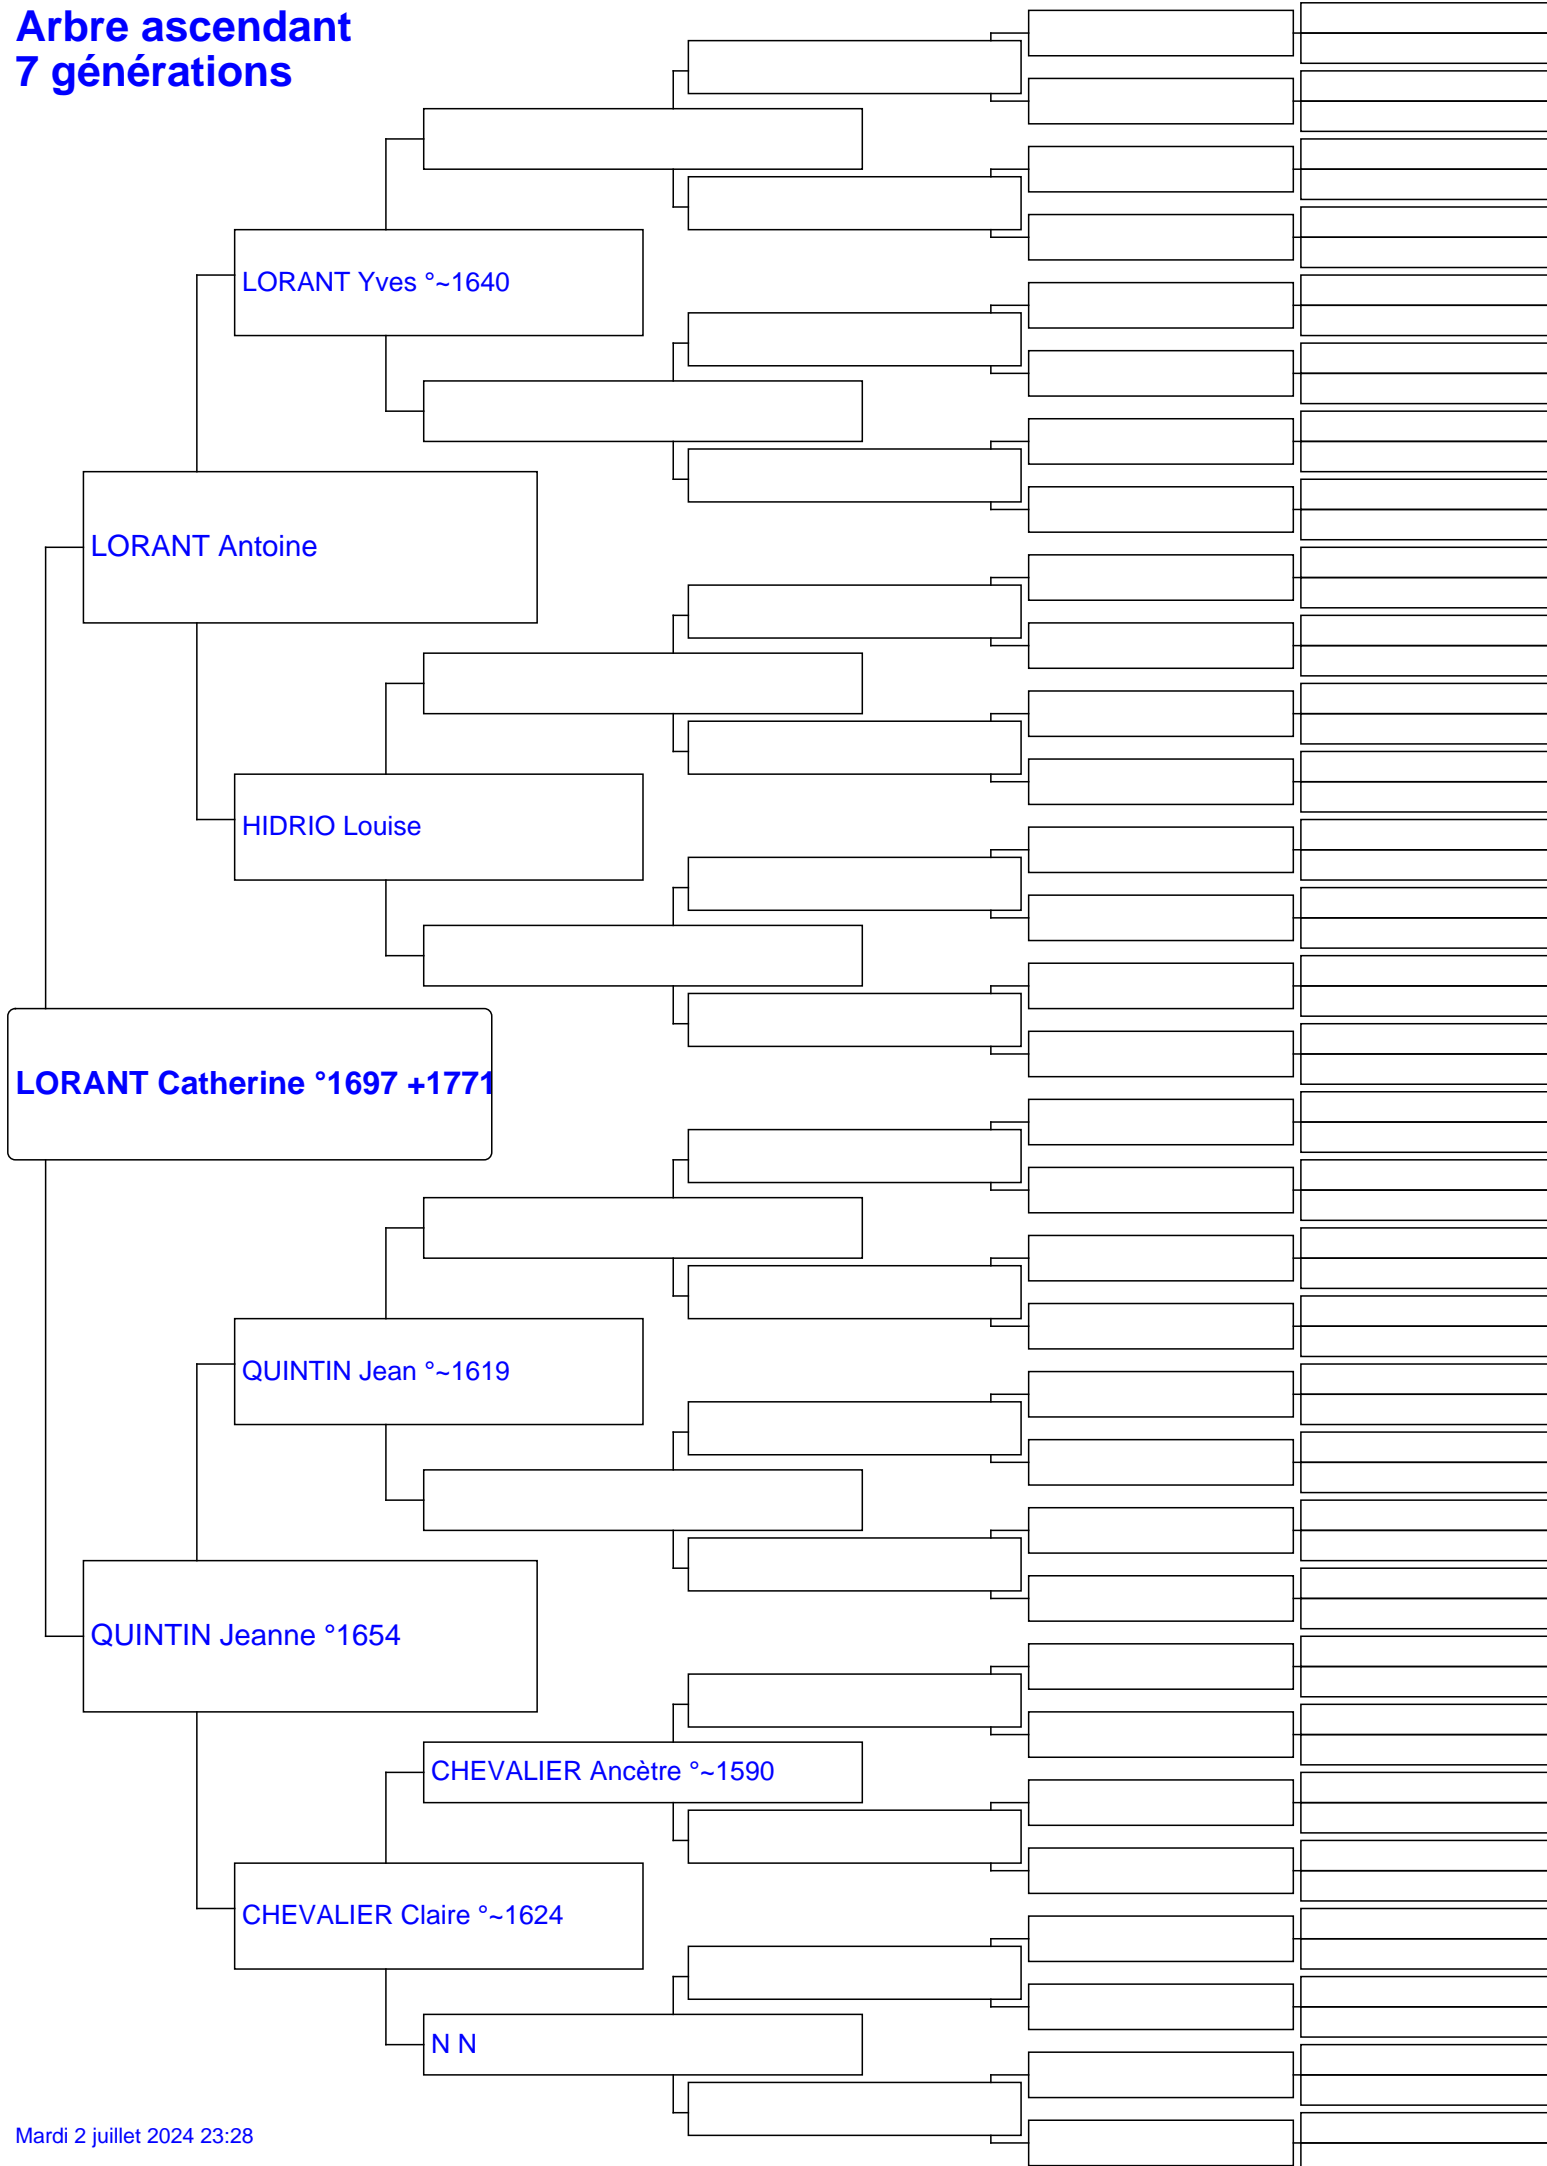 Arbre ascendant
7 générations
LORANT Yves °~1640
LORANT Antoine
HIDRIO Louise
LORANT Catherine °1697 +1771
QUINTIN Jean °~1619
QUINTIN Jeanne °1654
CHEVALIER Ancètre °~1590
CHEVALIER Claire °~1624
N N
Mardi 2 juillet 2024 23:28